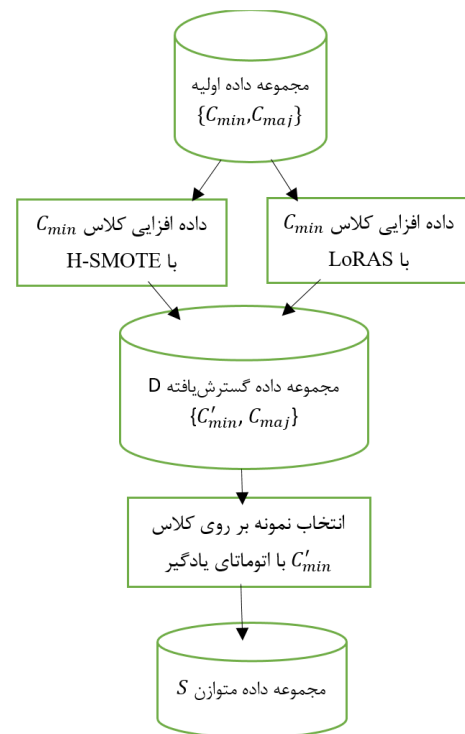 مجموعه داده اولیه
{C_min,C_maj}
داده افزایی کلاس C_min
با LoRAS
داده افزایی کلاس C_min
با H-SMOTE
مجموعه داده گسترش‌یافته D
{C'_min, C_maj}
انتخاب نمونه بر روی کلاس
C'_min با اتوماتای یادگیر
مجموعه داده متوازن S